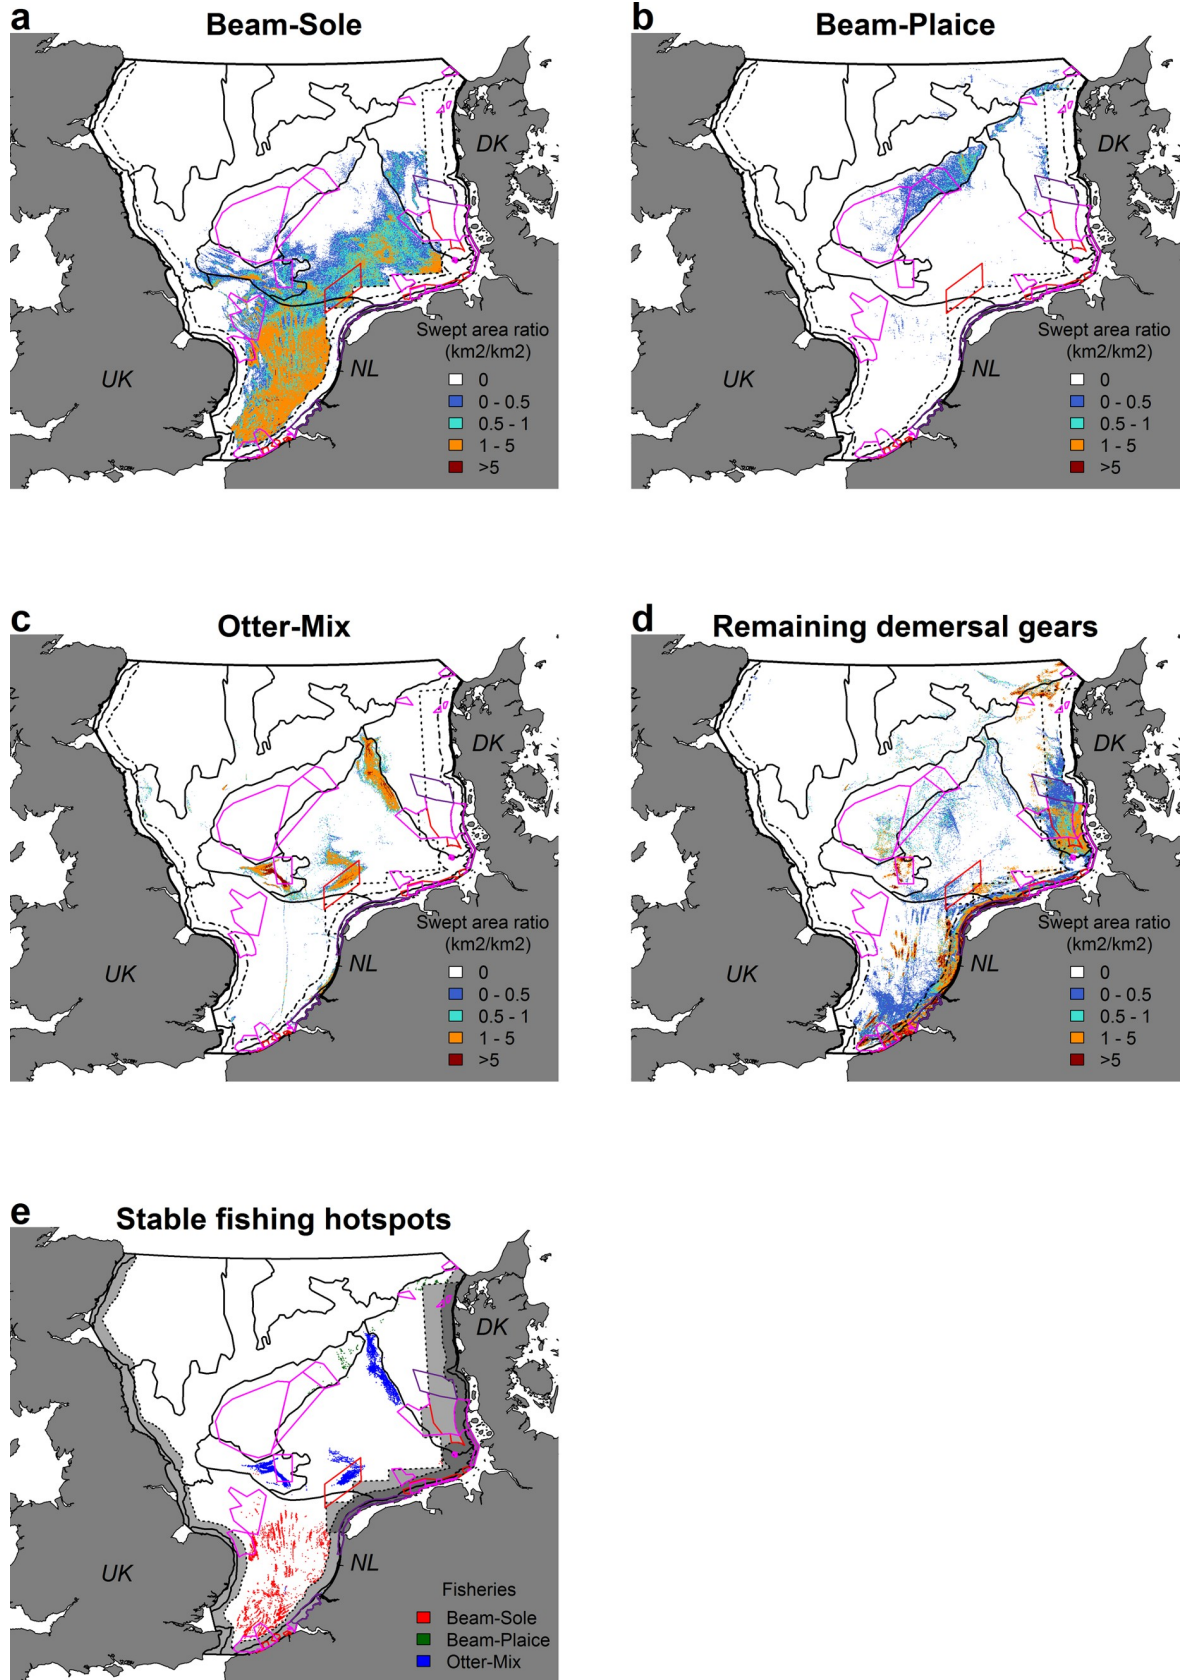 a
Beam-Sole
DK
UK
NL
Swept area ratio
(km2/km2)
0
0 - 0.5
0.5 - 1
1 - 5
>5
b
Beam-Plaice
DK
UK
NL
Swept area ratio
(km2/km2)
0
0 - 0.5
0.5 - 1
1 - 5
>5
c
Otter-Mix
DK
UK
NL
Swept area ratio
(km2/km2)
0
0 - 0.5
0.5 - 1
1 - 5
>5
d
Remaining demersal gears
DK
UK
NL
Swept area ratio
(km2/km2)
0
0 - 0.5
0.5 - 1
1 - 5
>5
e
Stable fishing hotspots
DK
UK
NL
Fisheries
Beam-Sole
Beam-Plaice
Otter-Mix